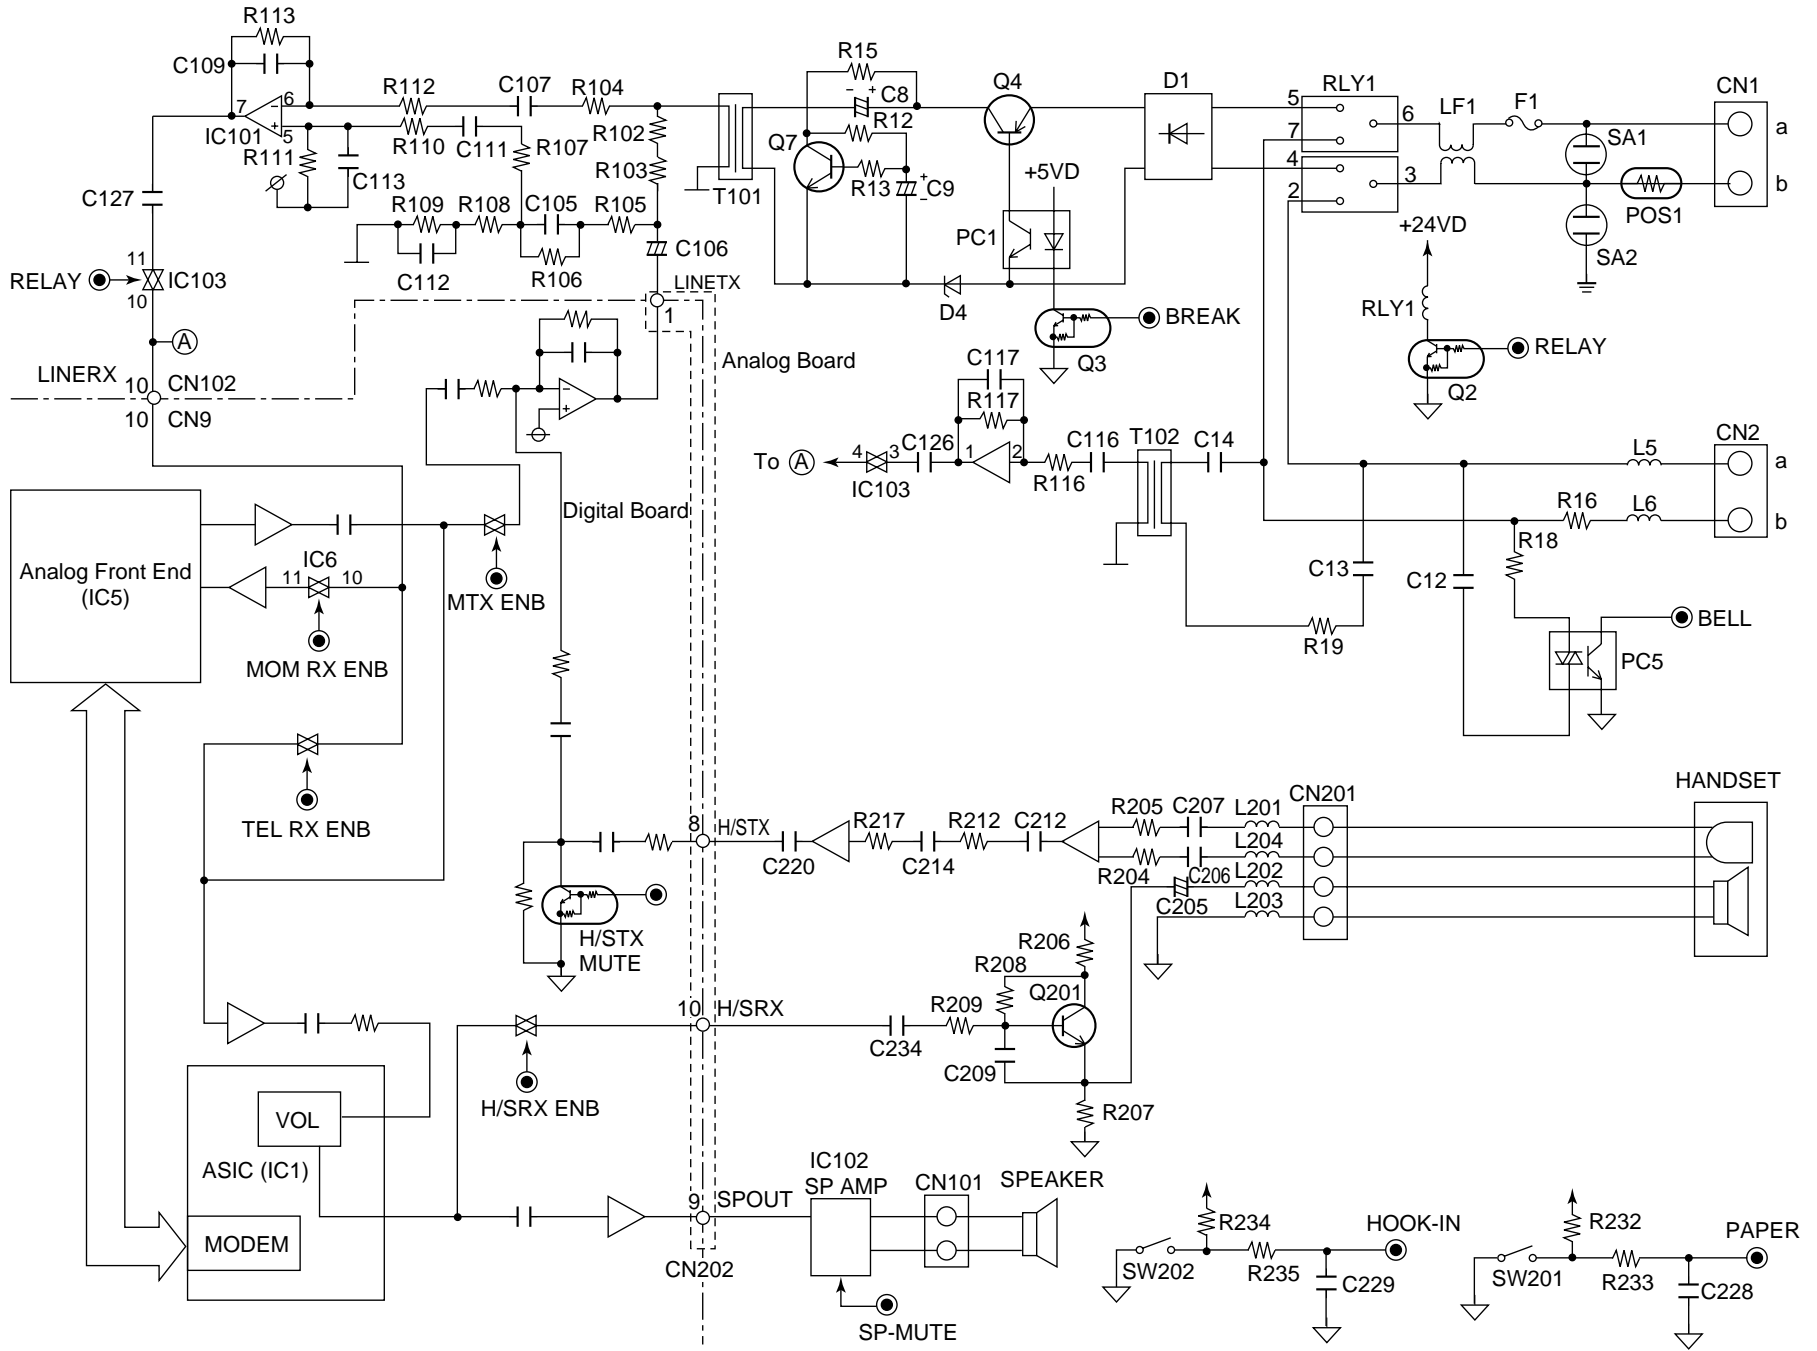 R113
C109
7
6
5
IC101
R112
C107
R104
R110
C111
R107
R102
R103
R111
C113
C127
R109
R108
C105
R105
C112
R106
C106
RELAY
11
IC103
10
A
LINERX
10
CN102
10
CN9
LINETX
1
T101
R15
−
+
C8
R12
Q7
R13
+
−
C9
Q4
+5VD
PC1
D4
BREAK
Q3
D1
RLY1
5
7
4
2
6
3
LF1
F1
SA1
SA2
POS1
CN1
a
b
+24VD
RLY1
RELAY
Q2
Analog Board
Digital Board
C117
R117
To A
4
3
IC103
C126
1
2
R116
C116
T102
C14
L5
L6
R16
R18
CN2
a
b
C13
C12
R19
BELL
PC5
Analog Front End
(IC5)
IC6
11
10
MTX ENB
MOM RX ENB
TEL RX ENB
8
H/STX
C220
R217
C214
R212
C212
R205
C207
L201
R204
C206
L204
C205
L202
L203
CN201
HANDSET
H/STX
MUTE
R206
R208
R209
Q201
10
H/SRX
C234
C209
R207
H/SRX ENB
VOL
ASIC (IC1)
MODEM
9
SPOUT
CN202
IC102
SP AMP
CN101
SPEAKER
SP-MUTE
SW202
R234
R235
HOOK-IN
C229
SW201
R232
R233
PAPER
C228